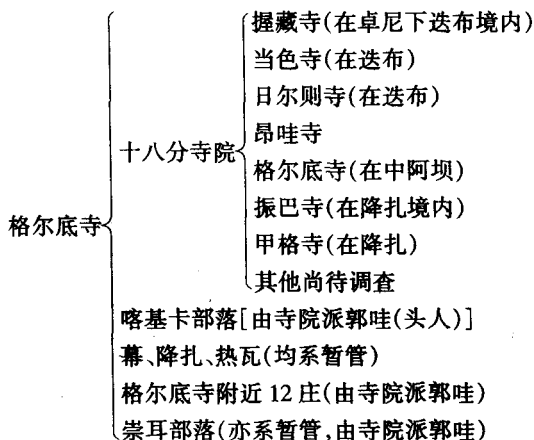 握藏寺(在卓尼下迭布境内)
当色寺(在迭布)
日尔则寺(在迭布)
昂哇寺
十八分寺院
格尔底寺(在中阿坝)
振巴寺(在降扎境内)
格尔底寺
甲格寺(在降扎)
其他尚待调查
喀基卡部落[由寺院派郭哇(头人)]
幕、降扎、热瓦(均系暂管)
格尔底寺附近12庄(由寺院派郭哇)
崇耳部落(亦系暂管,由寺院派郭哇)